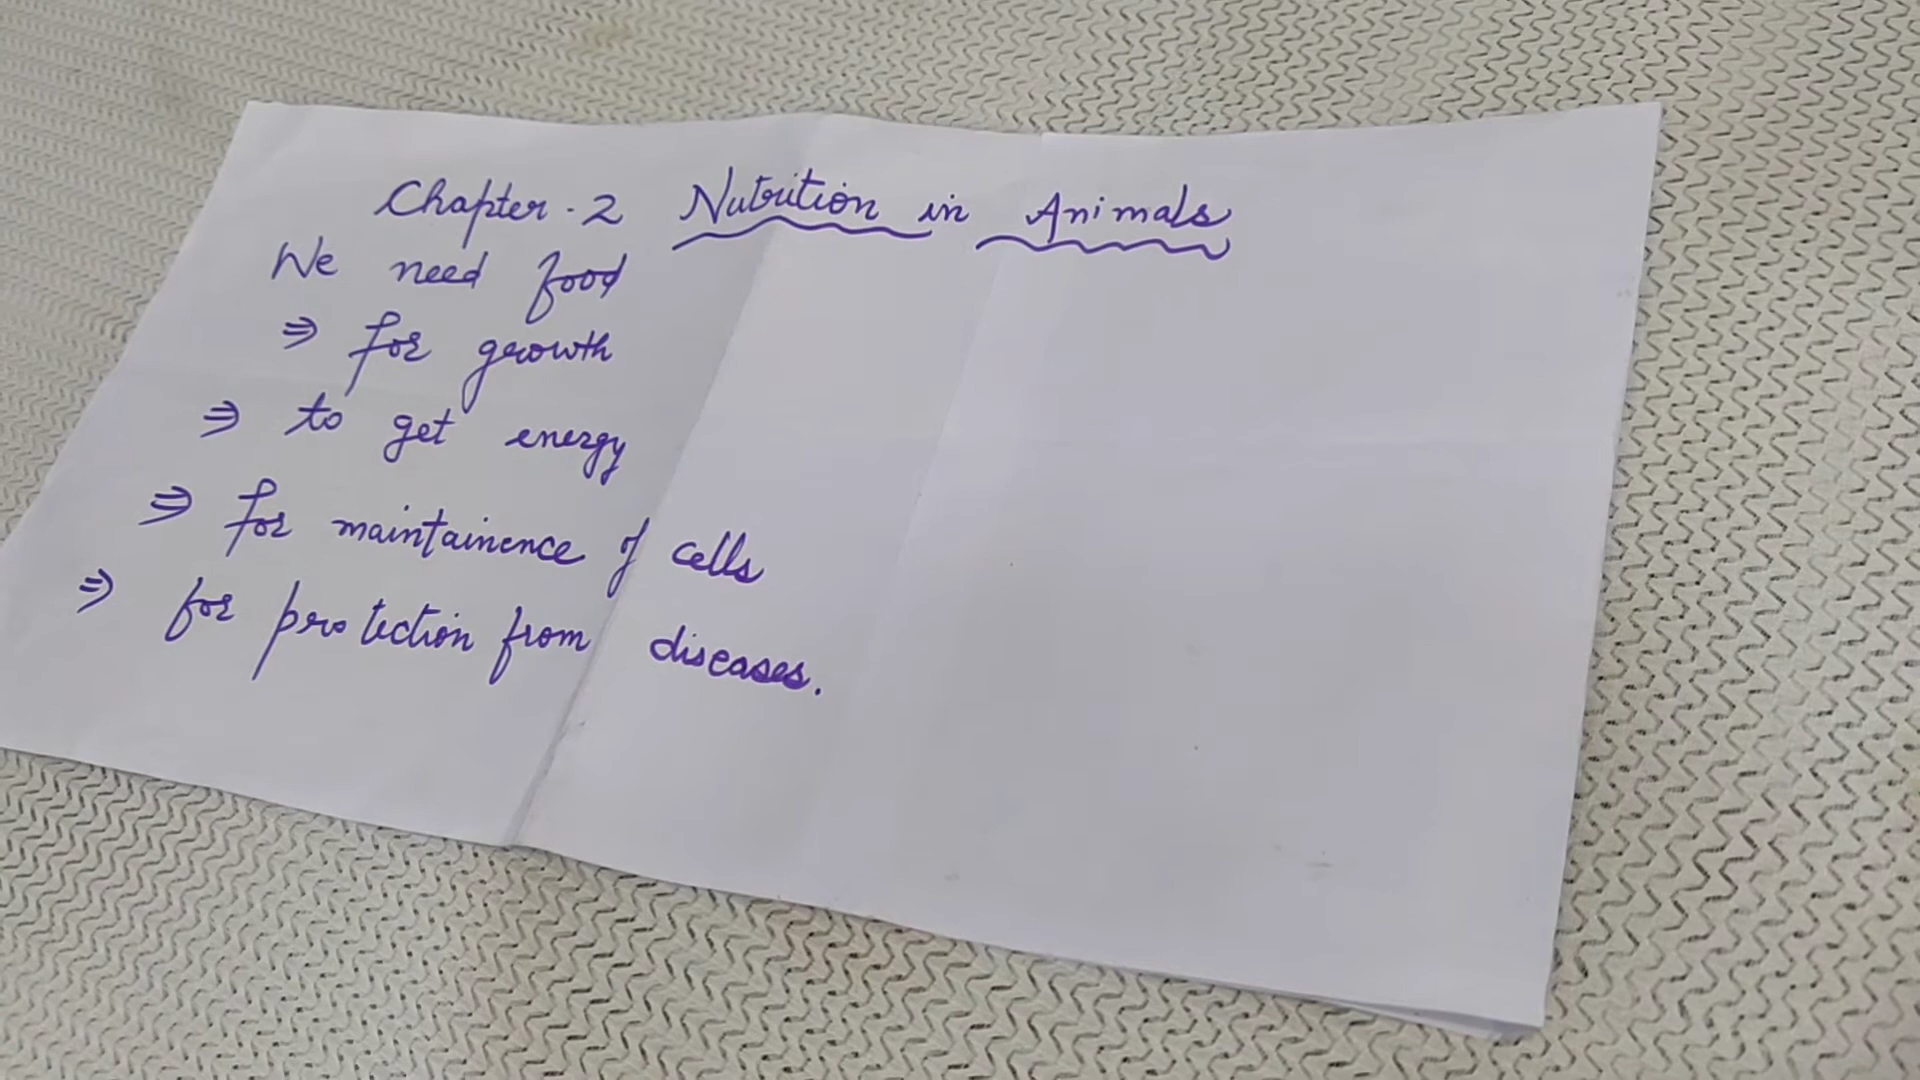 Chapter-2 Nutrition in Animals
We need food
⇒ for growth
⇒ to get energy
⇒ for maintainence of cells
⇒ for protection from diseases.